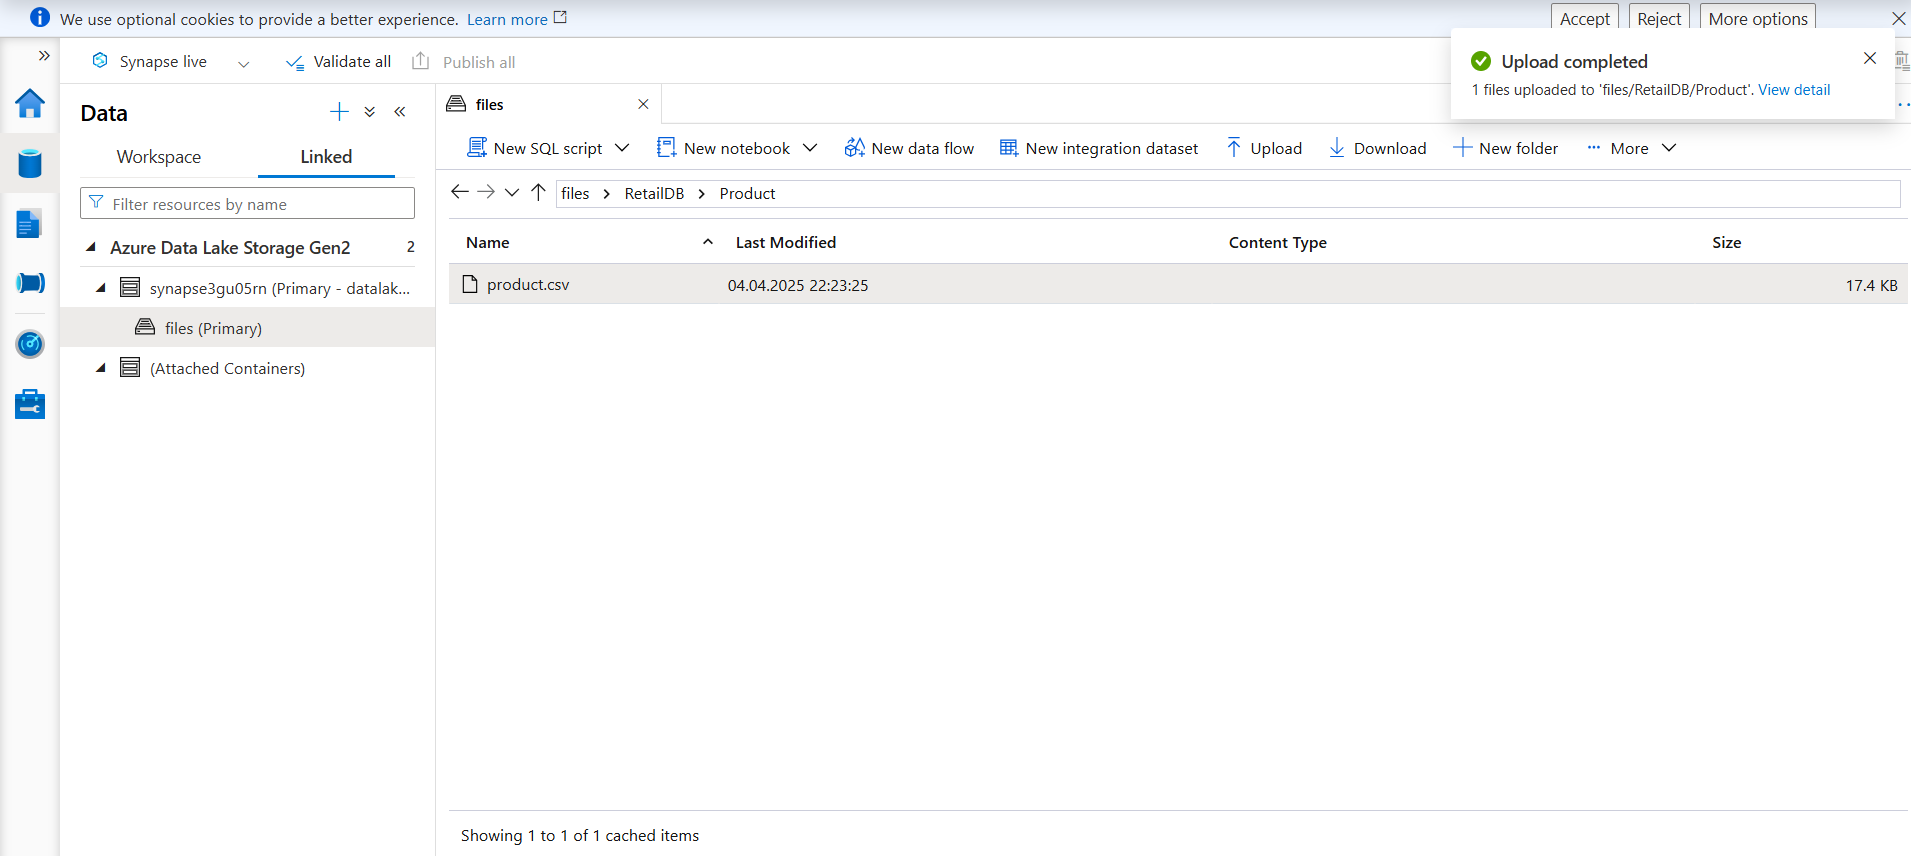 We use optional cookies to provide a better experience. Learn more
Accept
Reject
More options
Synapse live
Validate all
Publish all
Upload completed
1 files uploaded to 'files/RetailDB/Product'. View detail
Data
Workspace
Linked
Filter resources by name
Azure Data Lake Storage Gen2 2
synapse3gu05rn (Primary - datalak...
files (Primary)
(Attached Containers)
files
New SQL script
New notebook
New data flow
New integration dataset
Upload
Download
New folder
More
files > RetailDB > Product
Name Last Modified Content Type Size
product.csv 04.04.2025 22:23:25 17.4 KB
Showing 1 to 1 of 1 cached items